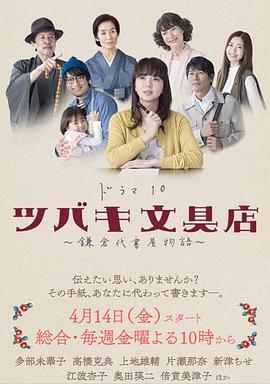 ドラマ10
ツバキ文具店
～鎌倉代書屋物語～
伝えたい思い、ありませんか?
その手紙、あなたに代わって書きます―。
4月14日(金)スタート
総合・毎週金曜よる10時から
多部未華子 高橋克典 上地雄輔 片瀬那奈 新津ちせ
江波杏子 奥田瑛二 倍賞美津子 ほか